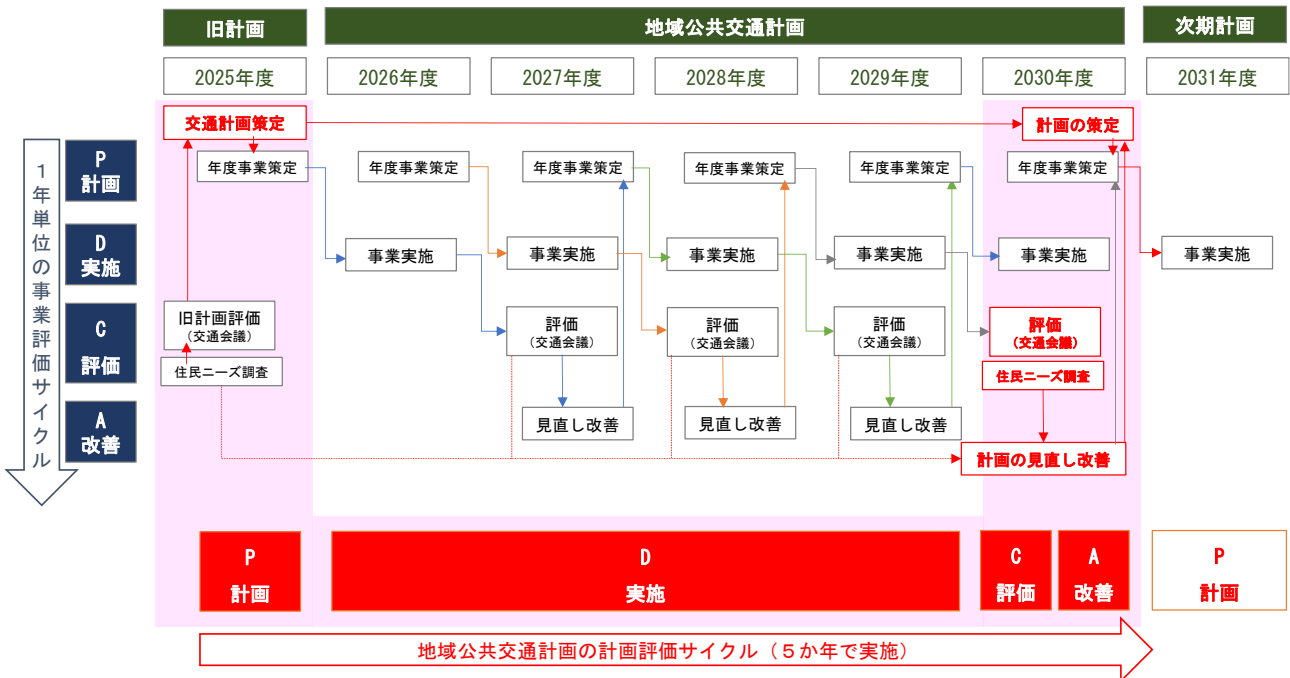 旧計画
地域公共交通計画
次期計画
2025年度
2026年度
2027年度
2028年度
2029年度
2030年度
2031年度
交通計画策定
計画の策定
1年単位の事業評価サイクル
P
計画
年度事業策定
年度事業策定
年度事業策定
年度事業策定
年度事業策定
年度事業策定
D
実施
事業実施
事業実施
事業実施
事業実施
事業実施
事業実施
C
評価
旧計画評価
(交通会議)
評価
(交通会議)
評価
(交通会議)
評価
(交通会議)
評価
(交通会議)
住民ニーズ調査
住民ニーズ調査
A
改善
見直し改善
見直し改善
見直し改善
計画の見直し改善
P
計画
D
実施
C
評価
A
改善
P
計画
地域公共交通計画の計画評価サイクル（５か年で実施）